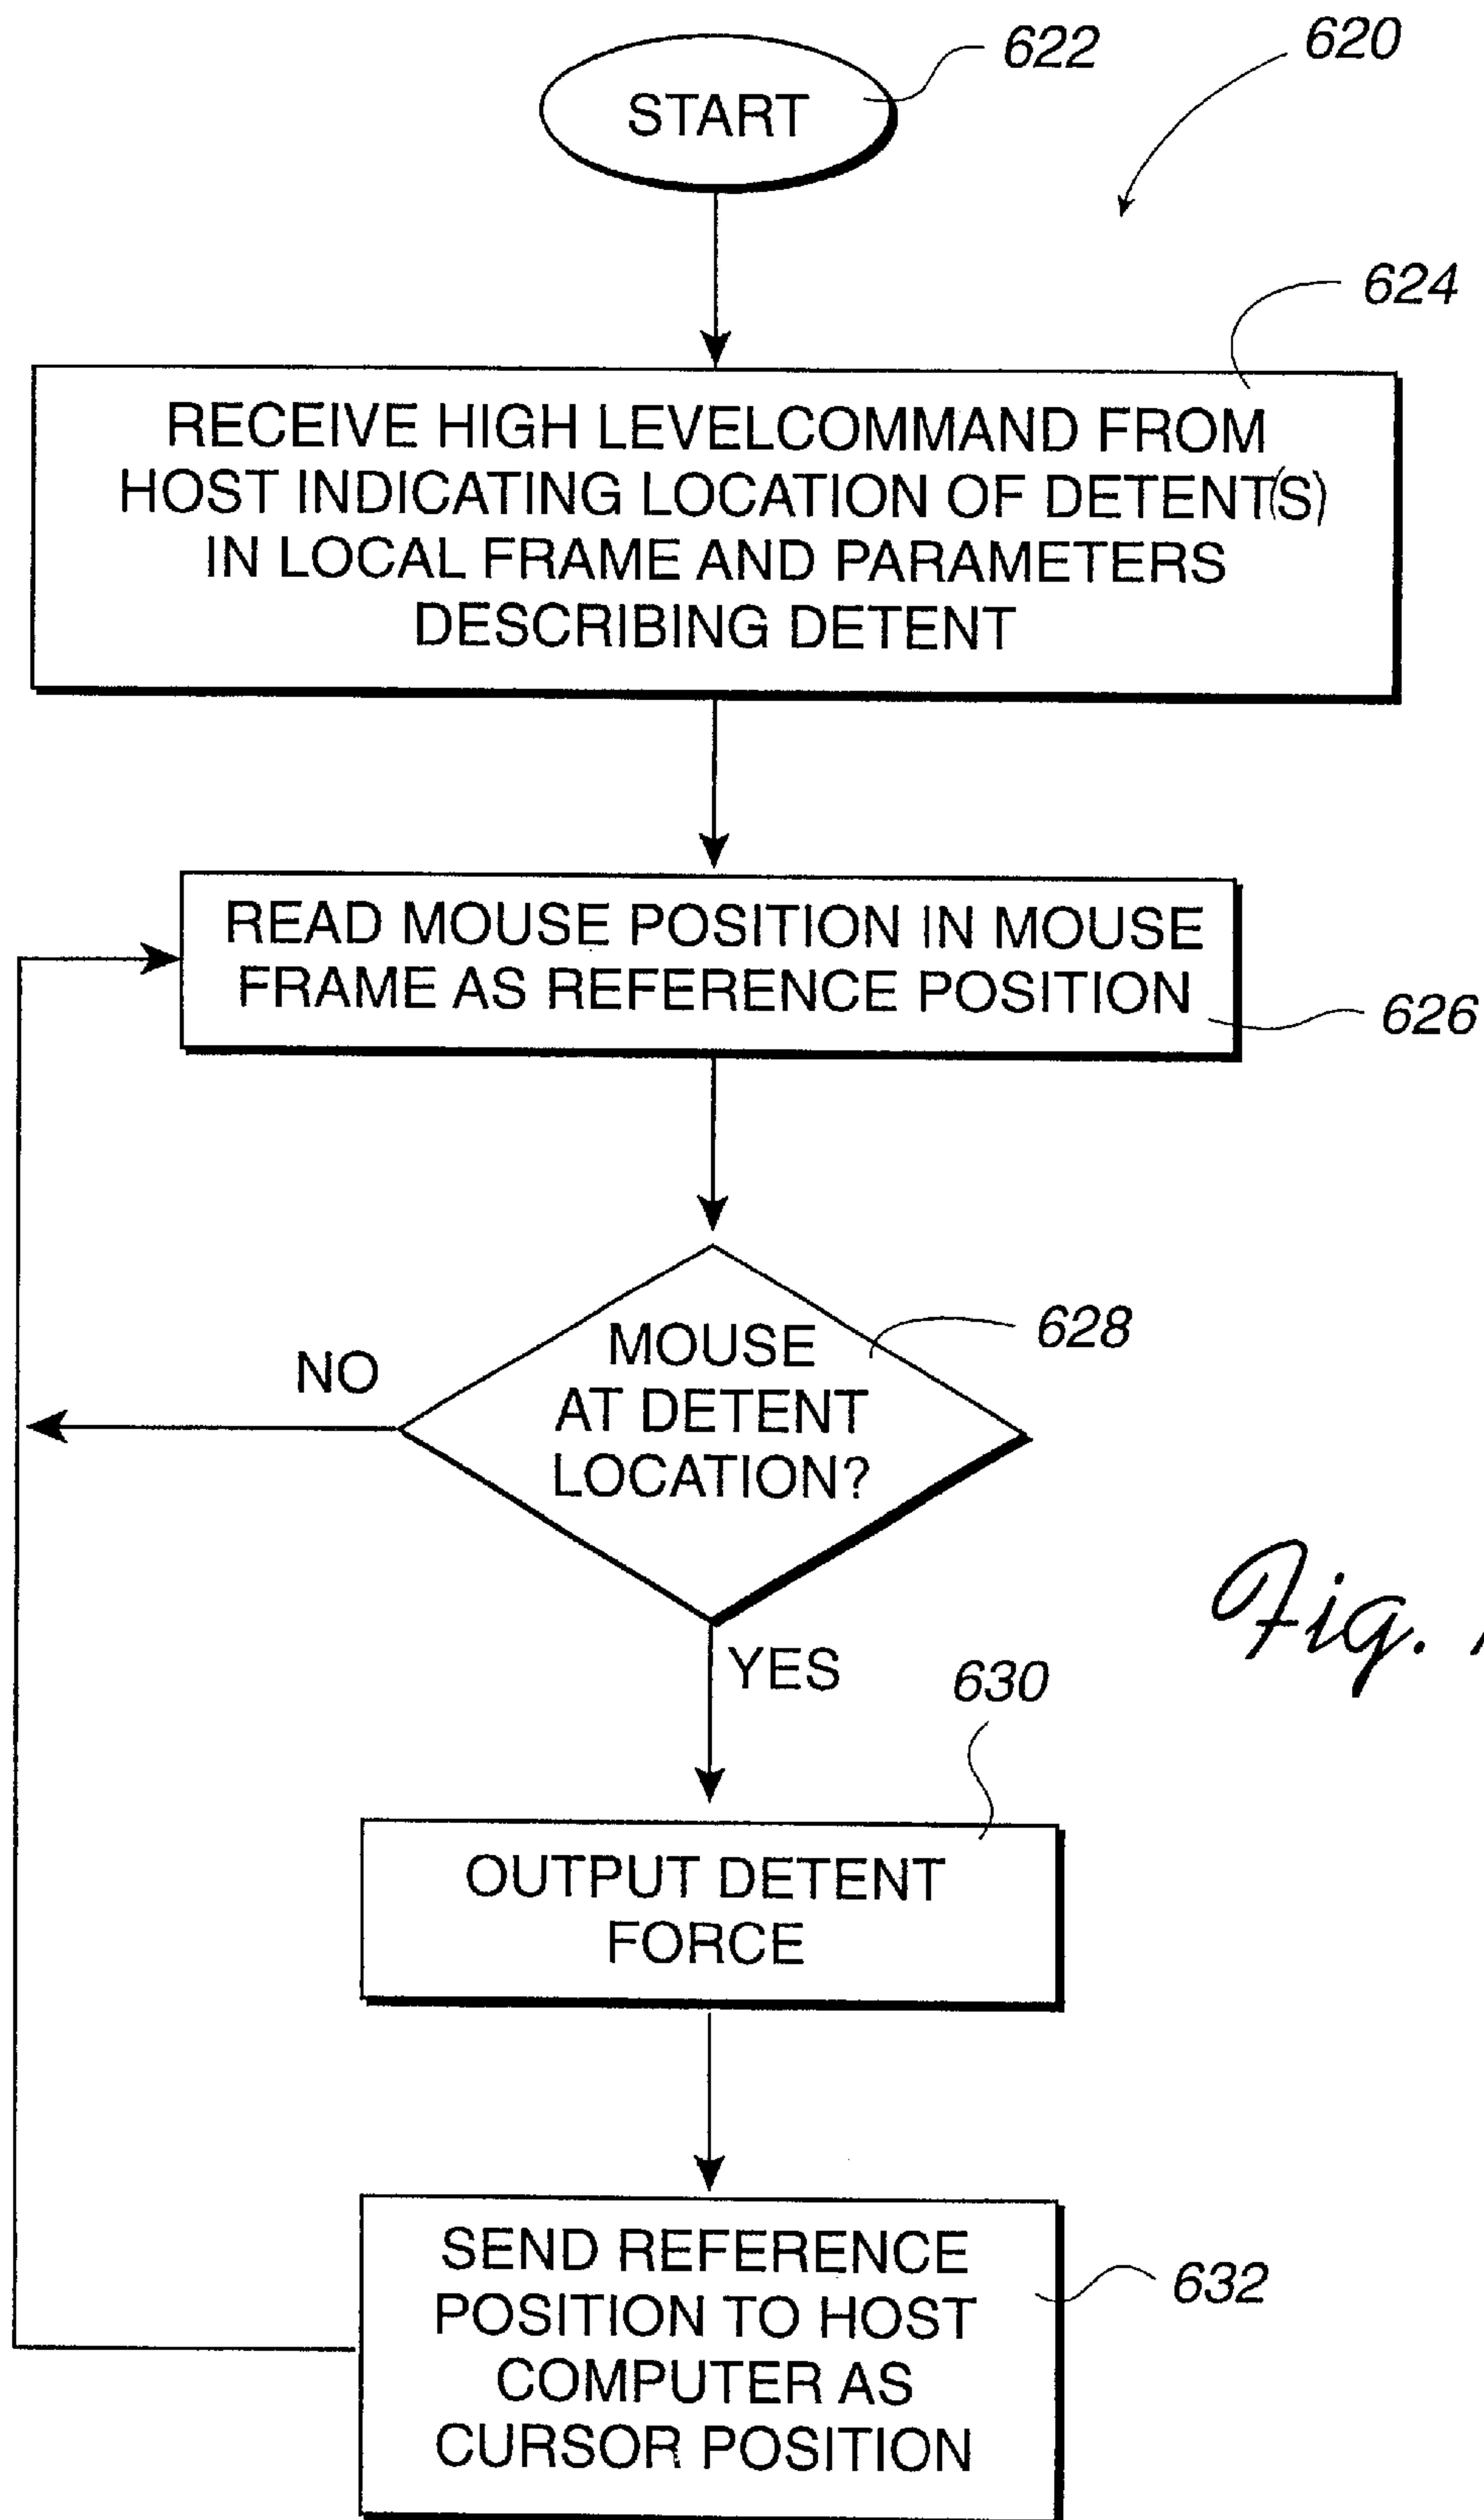 622
620
START
624
RECEIVE HIGH LEVELCOMMAND FROM
HOST INDICATING LOCATION OF DETENT(S)
IN LOCAL FRAME AND PARAMETERS
DESCRIBING DETENT
READ MOUSE POSITION IN MOUSE
FRAME AS REFERENCE POSITION
626
628
MOUSE
AT DETENT
LOCATION?
NO
YES
Fig.
630
OUTPUT DETENT
FORCE
SEND REFERENCE
POSITION TO HOST
COMPUTER AS
CURSOR POSITION
632